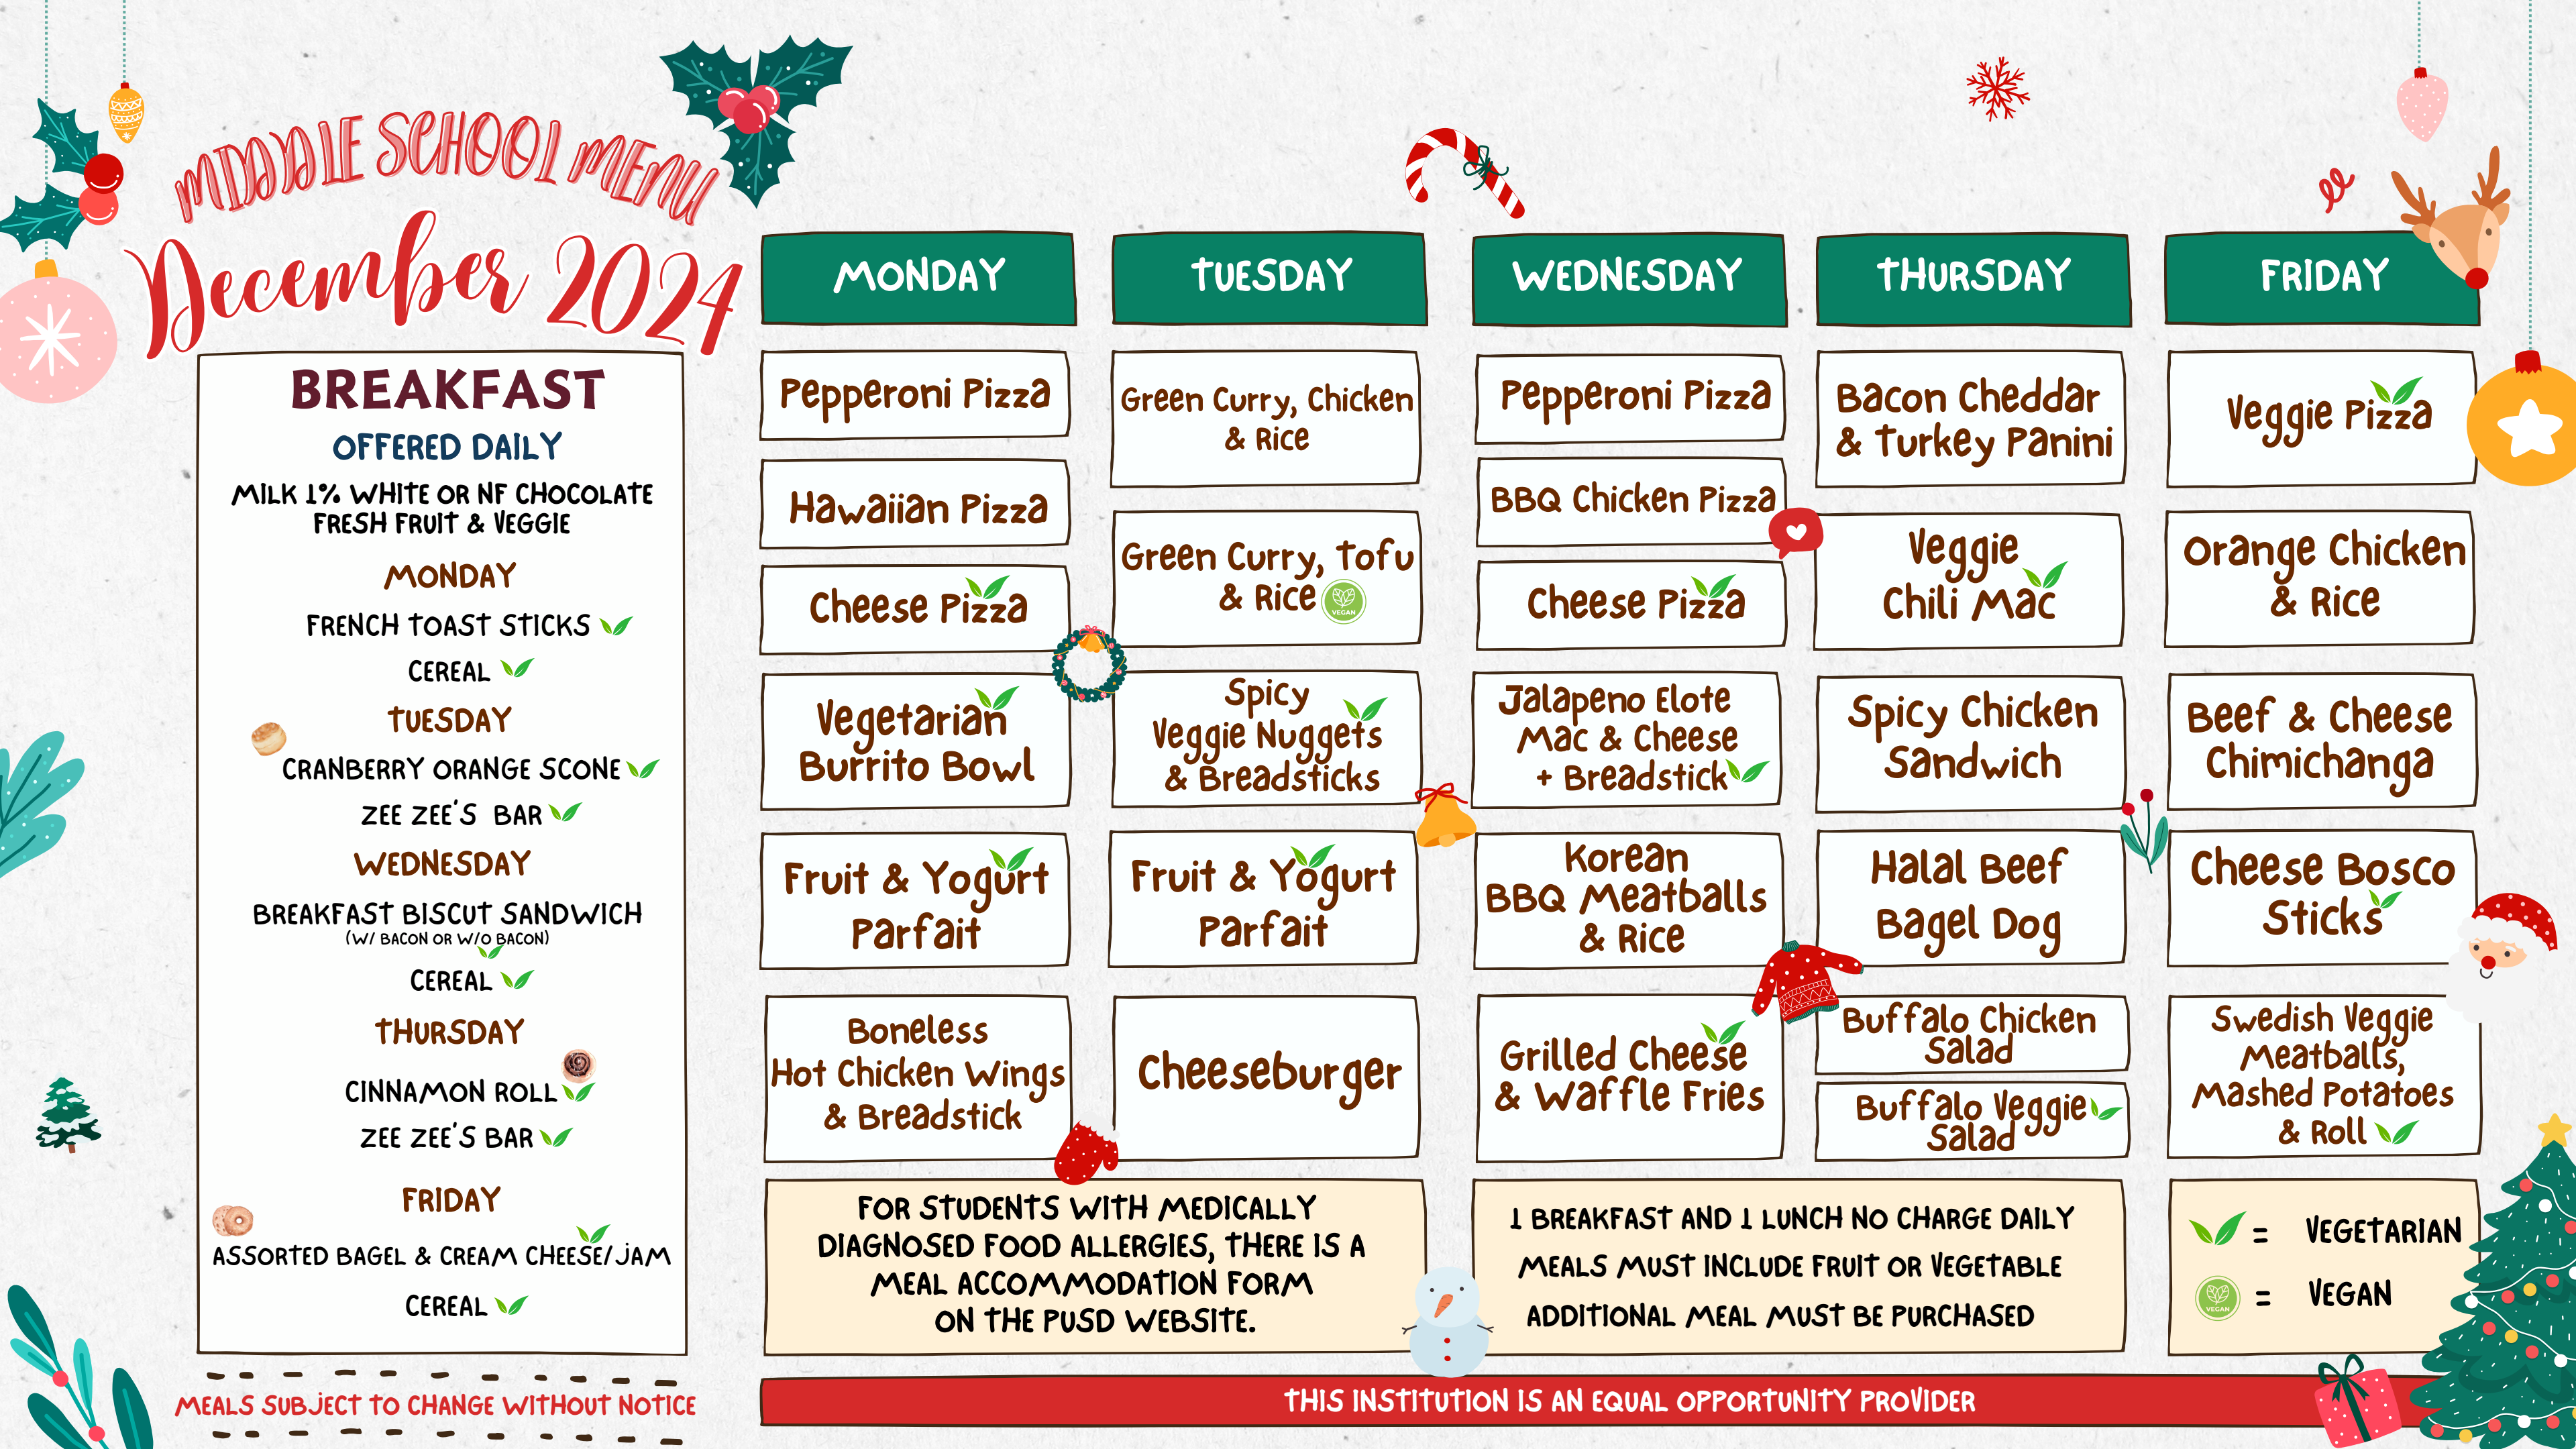 MIDDLE SCHOOL MENU
December 2024
BREAKFAST
OFFERED DAILY
MILK 1% WHITE OR NF CHOCOLATE
FRESH FRUIT & VEGGIE
MONDAY
FRENCH TOAST STICKS
CEREAL
TUESDAY
CRANBERRY ORANGE SCONE
ZEE ZEE'S BAR
WEDNESDAY
BREAKFAST BISCUT SANDWICH
(W/ BACON OR W/O BACON)
CEREAL
THURSDAY
CINNAMON ROLL
ZEE ZEE'S BAR
FRIDAY
ASSORTED BAGEL & CREAM CHEESE/JAM
CEREAL
MEALS SUBJECT TO CHANGE WITHOUT NOTICE
MONDAY
Pepperoni Pizza
Hawaiian Pizza
Cheese Pizza
Vegetarian
Burrito Bowl
Fruit & Yogurt
Parfait
Boneless
Hot Chicken Wings
& Breadstick
TUESDAY
Green Curry, Chicken
& Rice
Green Curry, Tofu
& Rice
VEGAN
Spicy
Veggie Nuggets
& Breadsticks
Fruit & Yogurt
Parfait
Cheeseburger
WEDNESDAY
Pepperoni Pizza
BBQ Chicken Pizza
Cheese Pizza
Jalapeno Elote
Mac & Cheese
+ Breadstick
Korean
BBQ Meatballs
& Rice
Grilled Cheese
& Waffle Fries
THURSDAY
Bacon Cheddar
& Turkey Panini
Veggie
Chili Mac
Spicy Chicken
Sandwich
Halal Beef
Bagel Dog
Buffalo Chicken
Salad
Buffalo Veggie
Salad
FRIDAY
Veggie Pizza
Orange Chicken
& Rice
Beef & Cheese
Chimichanga
Cheese Bosco
Sticks
Swedish Veggie
Meatballs,
Mashed Potatoes
& Roll
FOR STUDENTS WITH MEDICALLY
DIAGNOSED FOOD ALLERGIES, THERE IS A
MEAL ACCOMMODATION FORM
ON THE PUSD WEBSITE.
1 BREAKFAST AND 1 LUNCH NO CHARGE DAILY
MEALS MUST INCLUDE FRUIT OR VEGETABLE
ADDITIONAL MEAL MUST BE PURCHASED
= VEGETARIAN
VEGAN = VEGAN
THIS INSTITUTION IS AN EQUAL OPPORTUNITY PROVIDER